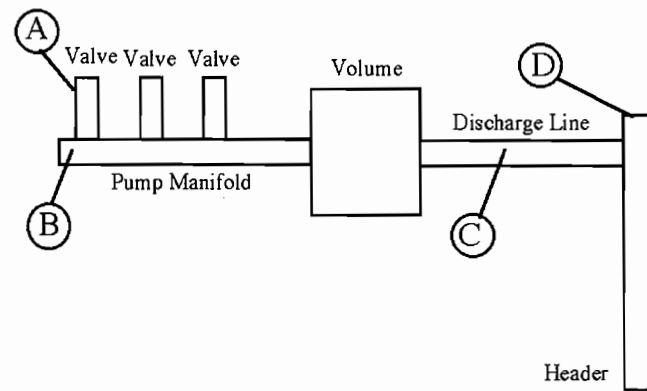 A
Valve Valve Valve
Volume
D
Discharge Line
Pump Manifold
B
C
Header